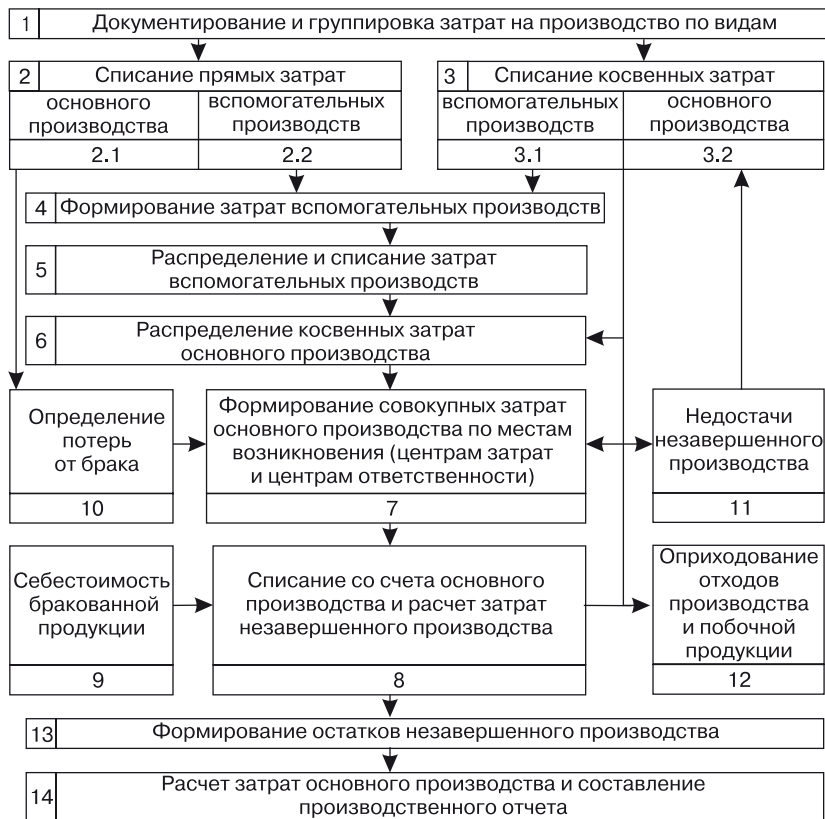 1 Документирование и группировка затрат на производство по видам
2 Списание прямых затрат
основного
производства
2.1
вспомогательных
производств
2.2
3 Списание косвенных затрат
вспомогательных
производств
3.1
основного
производства
3.2
4 Формирование затрат вспомогательных производств
5 Распределение и списание затрат
вспомогательных производств
6 Распределение косвенных затрат
основного производства
Определение
потерь
от брака
10
Формирование совокупных затрат
основного производства по местам
возникновения (центрам затрат
и центрам ответственности)
7
Недостачи
незавершенного
производства
11
Себестоимость
бракованной
продукции
9
Списание со счета основного
производства и расчет затрат
незавершенного производства
8
Оприходование
отходов
производства
и побочной
продукции
12
13 Формирование остатков незавершенного производства
14 Расчет затрат основного производства и составление
производственного отчета